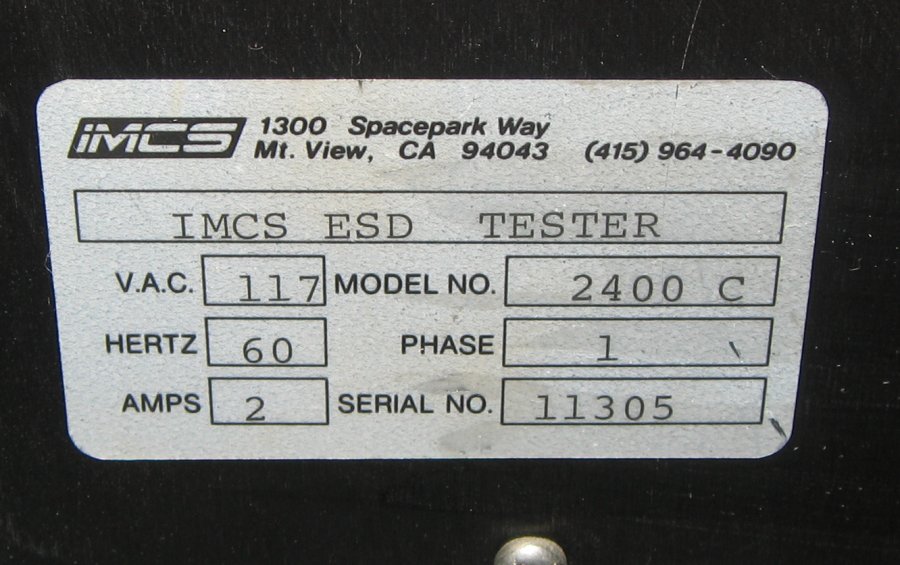 IMCS 1300 Spacepark Way
Mt. View, CA 94043 (415) 964-4090
IMCS ESD TESTER
V.A.C. 117 MODEL NO. 2400 C
HERTZ 60 PHASE 1
AMPS 2 SERIAL NO. 11305